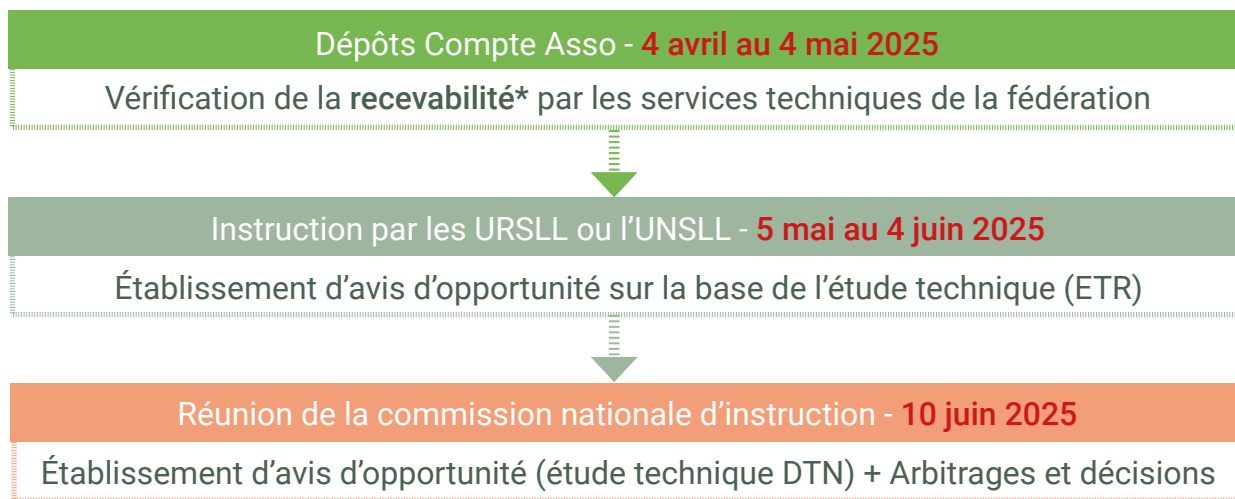 Dépôts Compte Asso - 4 avril au 4 mai 2025
Vérification de la recevabilité* par les services techniques de la fédération
Instruction par les URSLL ou l’UNSLL - 5 mai au 4 juin 2025
Établissement d’avis d’opportunité sur la base de l’étude technique (ETR)
Réunion de la commission nationale d’instruction - 10 juin 2025
Établissement d’avis d’opportunité (étude technique DTN) + Arbitrages et décisions